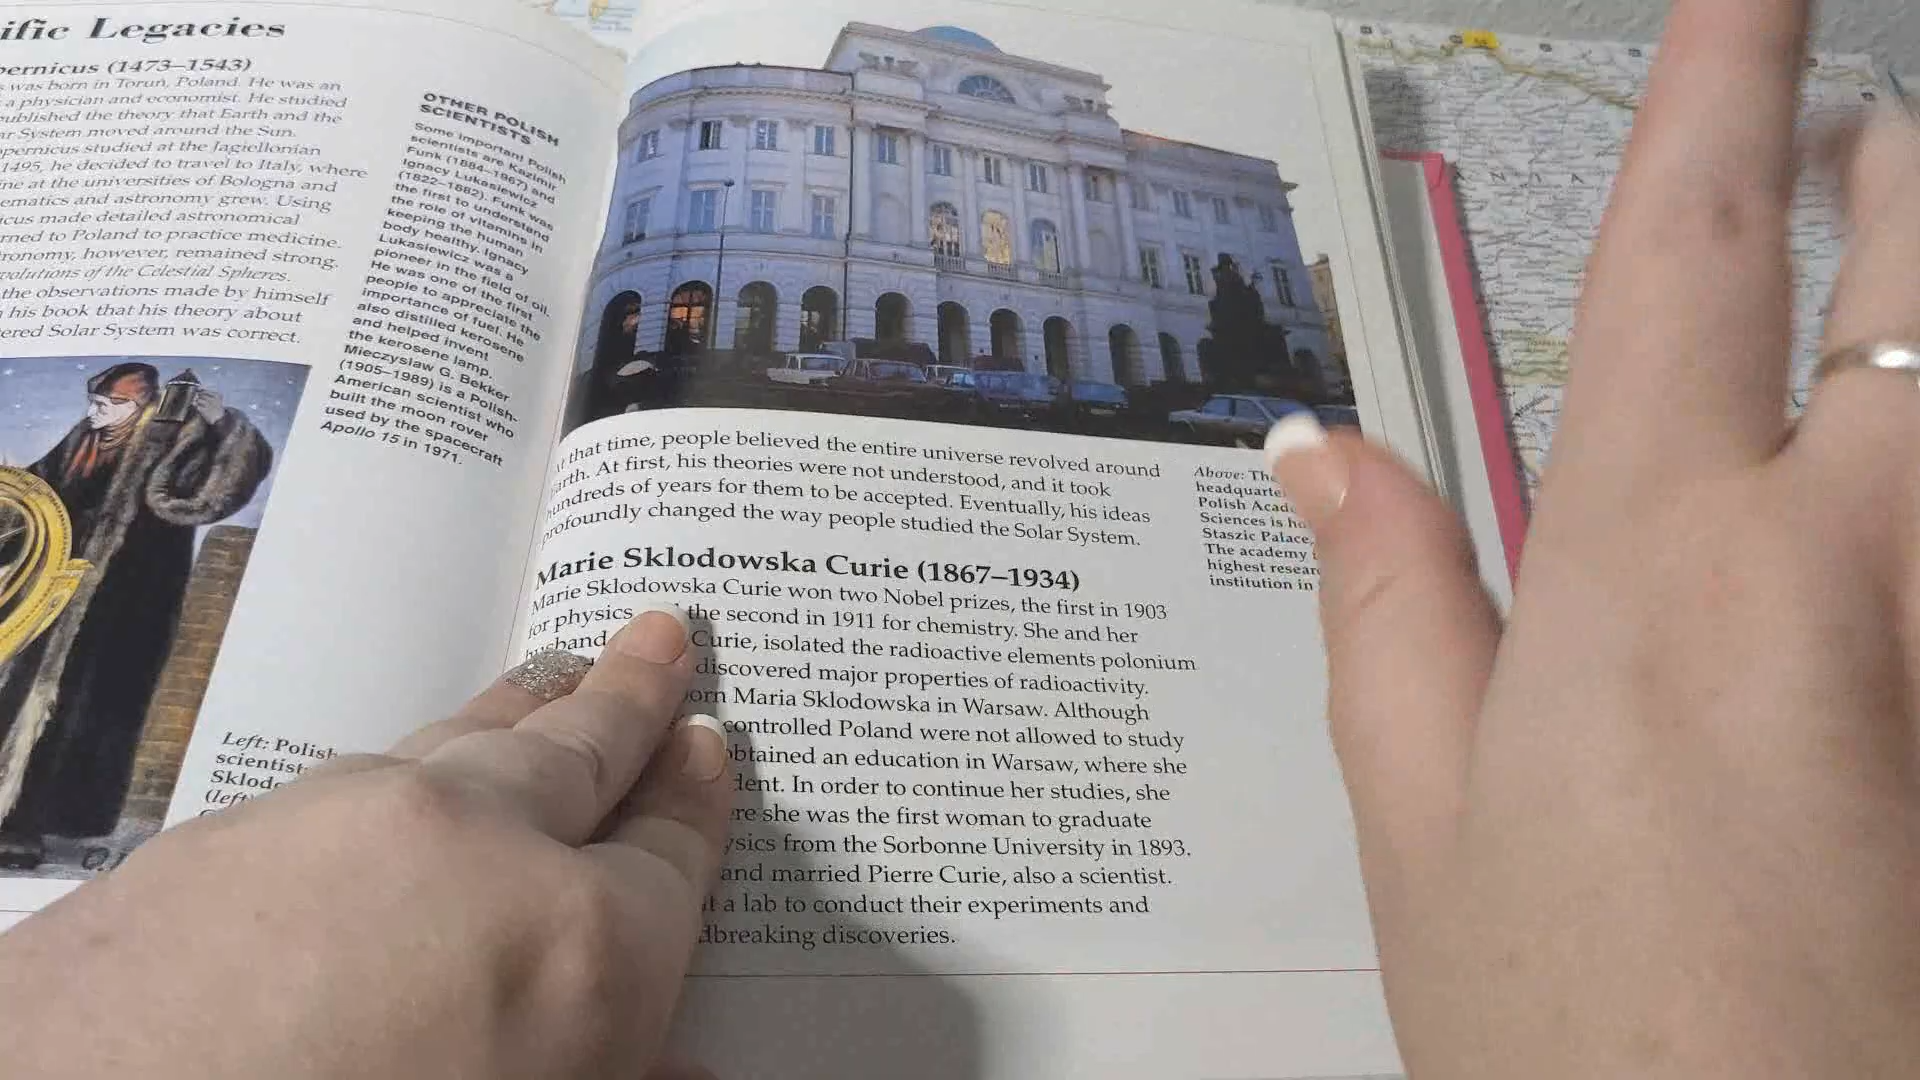 ific Legacies
pernicus (1473–1543)
was born in Toruń, Poland. He was an
a physician and economist. He studied
ublished the theory that Earth and the
ar System moved around the Sun.
pernicus studied at the Jagiellonian
1495, he decided to travel to Italy, where
ine at the universities of Bologna and
ematics and astronomy grew. Using
icus made detailed astronomical
rned to Poland to practice medicine.
ronomy, however, remained strong.
volutions of the Celestial Spheres.
the observations made by himself
his book that his theory about
ered Solar System was correct.
OTHER POLISH
SCIENTISTS
Some important Polish
scientists are Kazimir
Funk (1884–1967) and
Ignacy Lukasiewicz
(1822–1882). Funk was
the first to understand
the role of vitamins in
keeping the human
body healthy. Ignacy
Lukasiewicz was a
pioneer in the field of oil.
He was one of the first
people to appreciate the
importance of fuel. He
also distilled kerosene
and helped invent
the kerosene lamp.
Mieczyslaw G. Bekker
(1905–1989) is a Polish-
American scientist who
built the moon rover
used by the spacecraft
Apollo 15 in 1971.
Left: Polish
scientist
Sklod
(left
that time, people believed the entire universe revolved around
arth. At first, his theories were not understood, and it took
hundreds of years for them to be accepted. Eventually, his ideas
profoundly changed the way people studied the Solar System.
Above: The
headquarte
Polish Acad
Sciences is ho
Staszic Palace,
The academy i
highest resear
institution in
Marie Sklodowska Curie (1867–1934)
Marie Sklodowska Curie won two Nobel prizes, the first in 1903
for physics the second in 1911 for chemistry. She and her
husband Curie, isolated the radioactive elements polonium
discovered major properties of radioactivity.
born Maria Sklodowska in Warsaw. Although
controlled Poland were not allowed to study
obtained an education in Warsaw, where she
dent. In order to continue her studies, she
re she was the first woman to graduate
ysics from the Sorbonne University in 1893.
and married Pierre Curie, also a scientist.
a lab to conduct their experiments and
dbreaking discoveries.